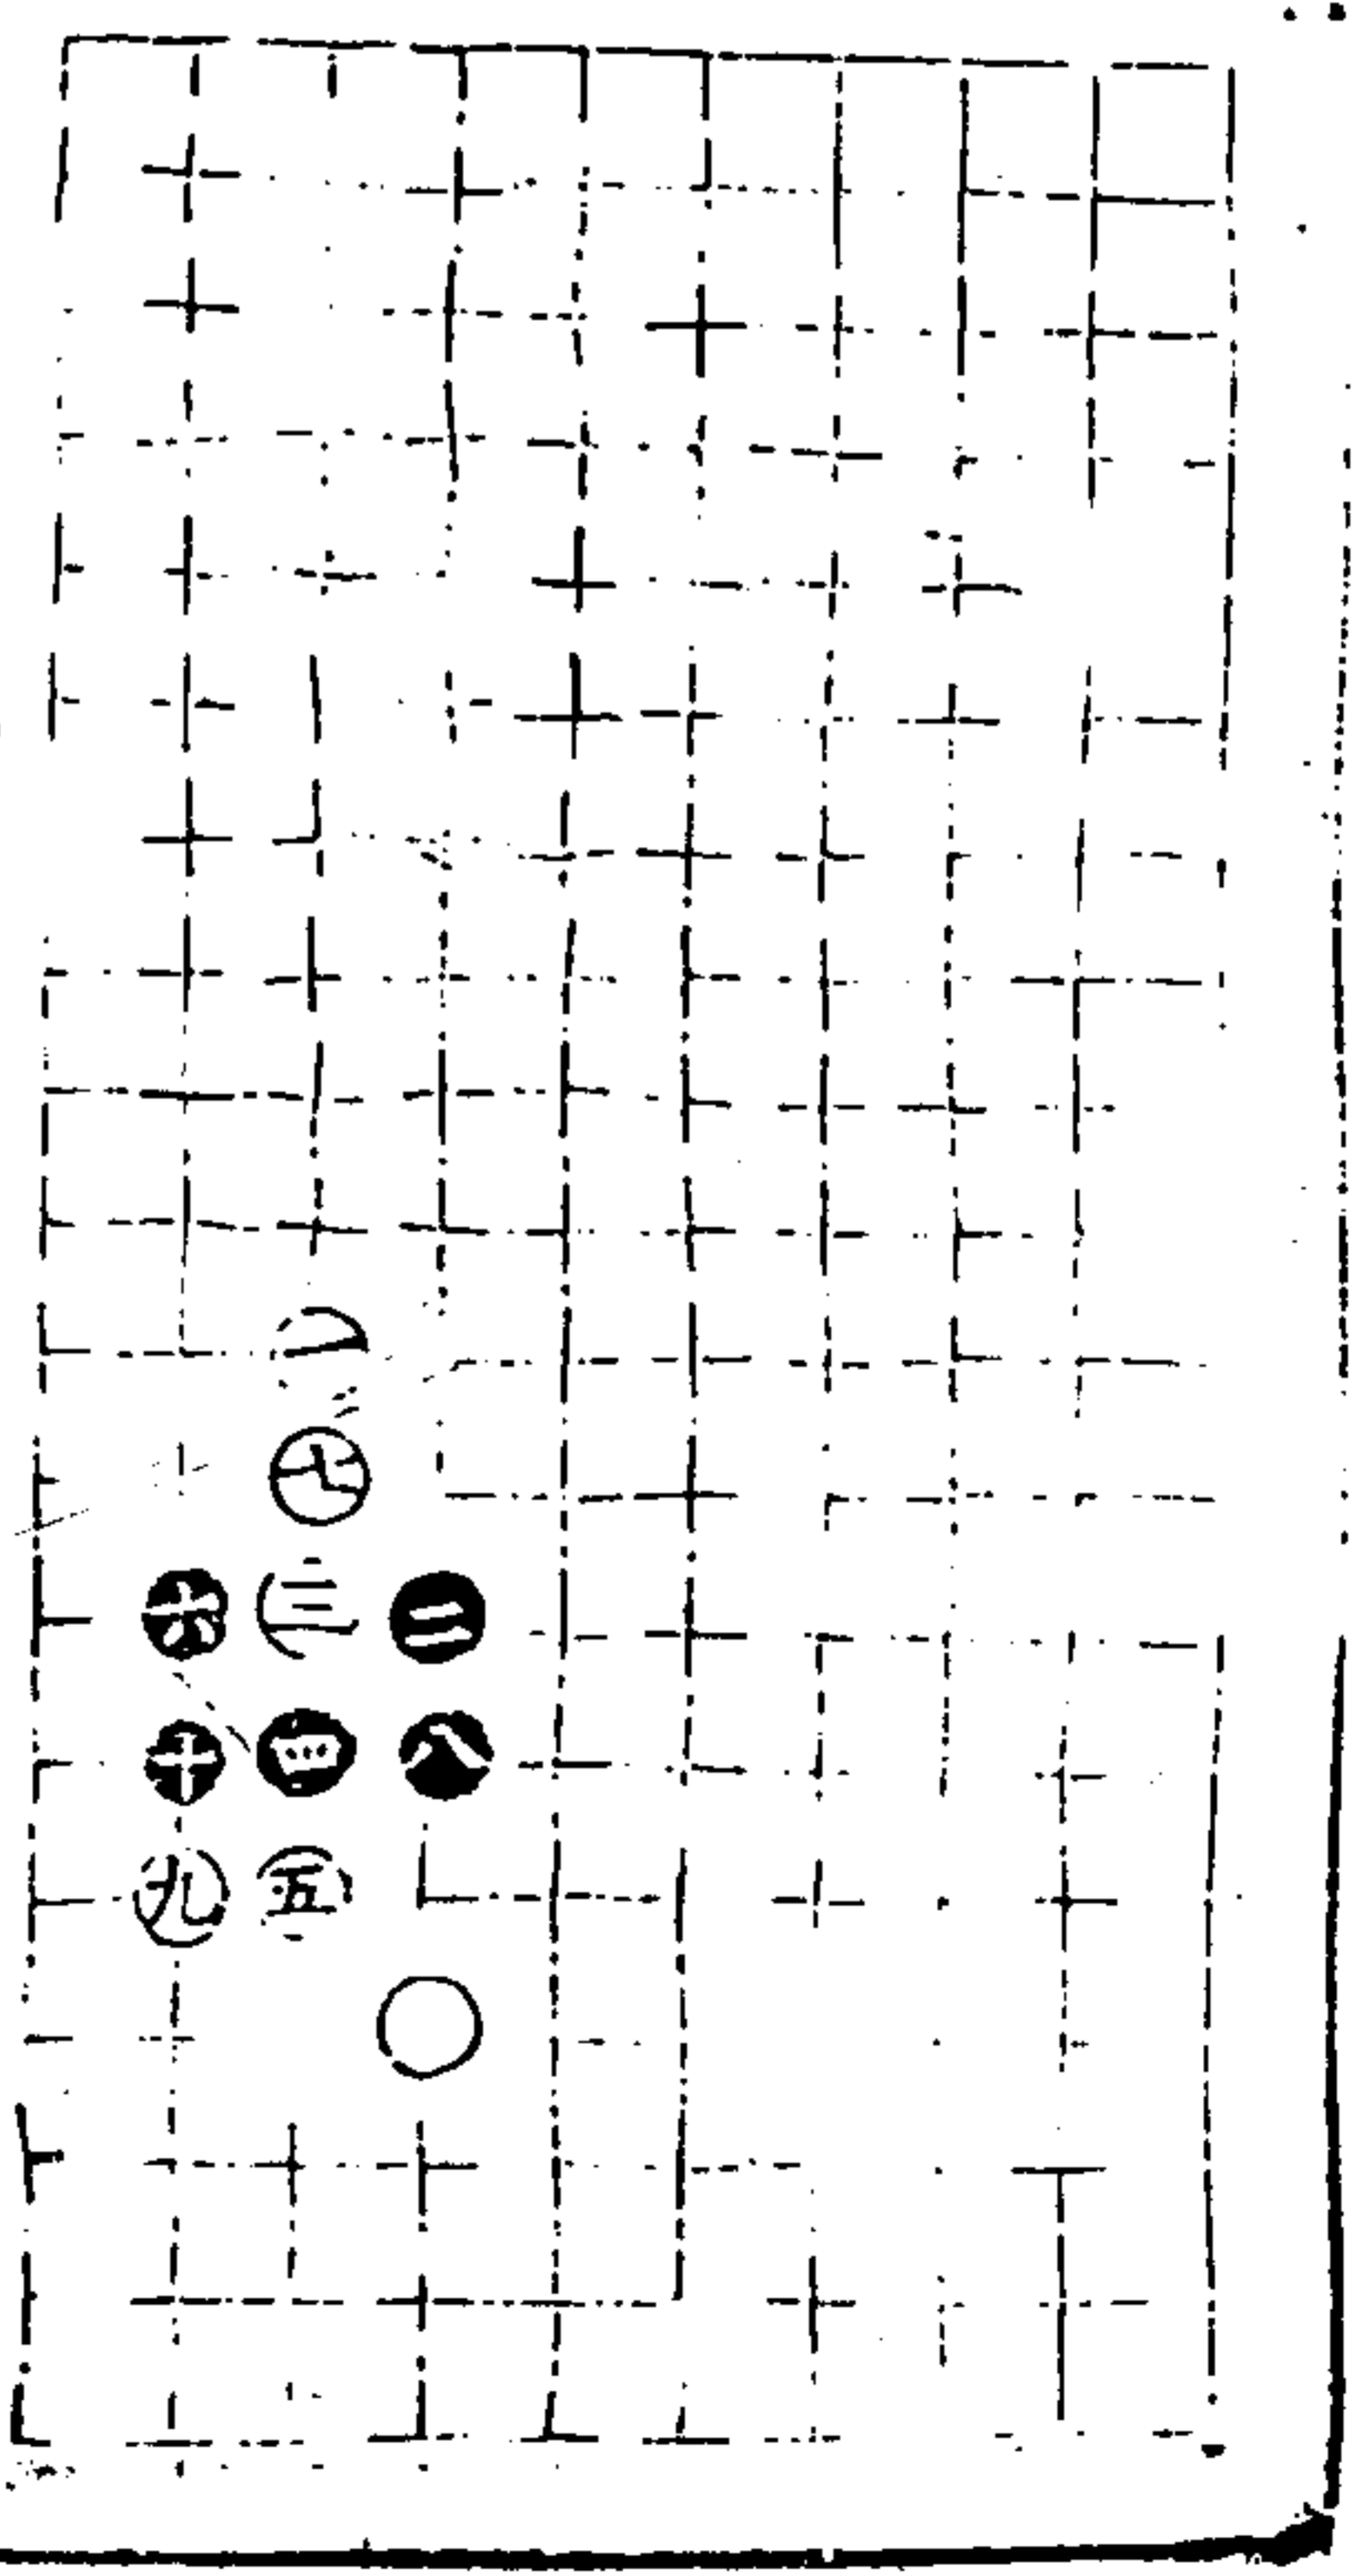 一
七
六 三 二
十 四 八
九 五